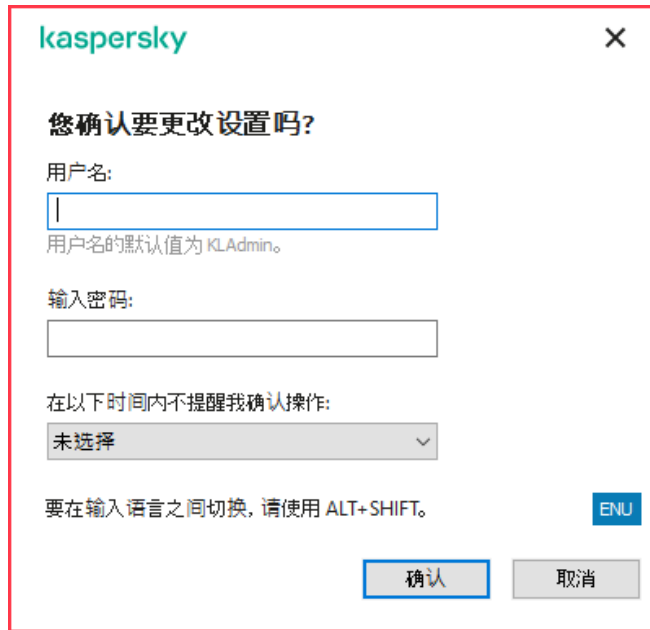 kaspersky
您确认要更改设置吗?
用户名:
用户名的默认值为 KLAdmin。
输入密码:
在以下时间内不提醒我确认操作:
未选择
要在输入语言之间切换, 请使用 ALT+SHIFT。
ENU
确认
取消